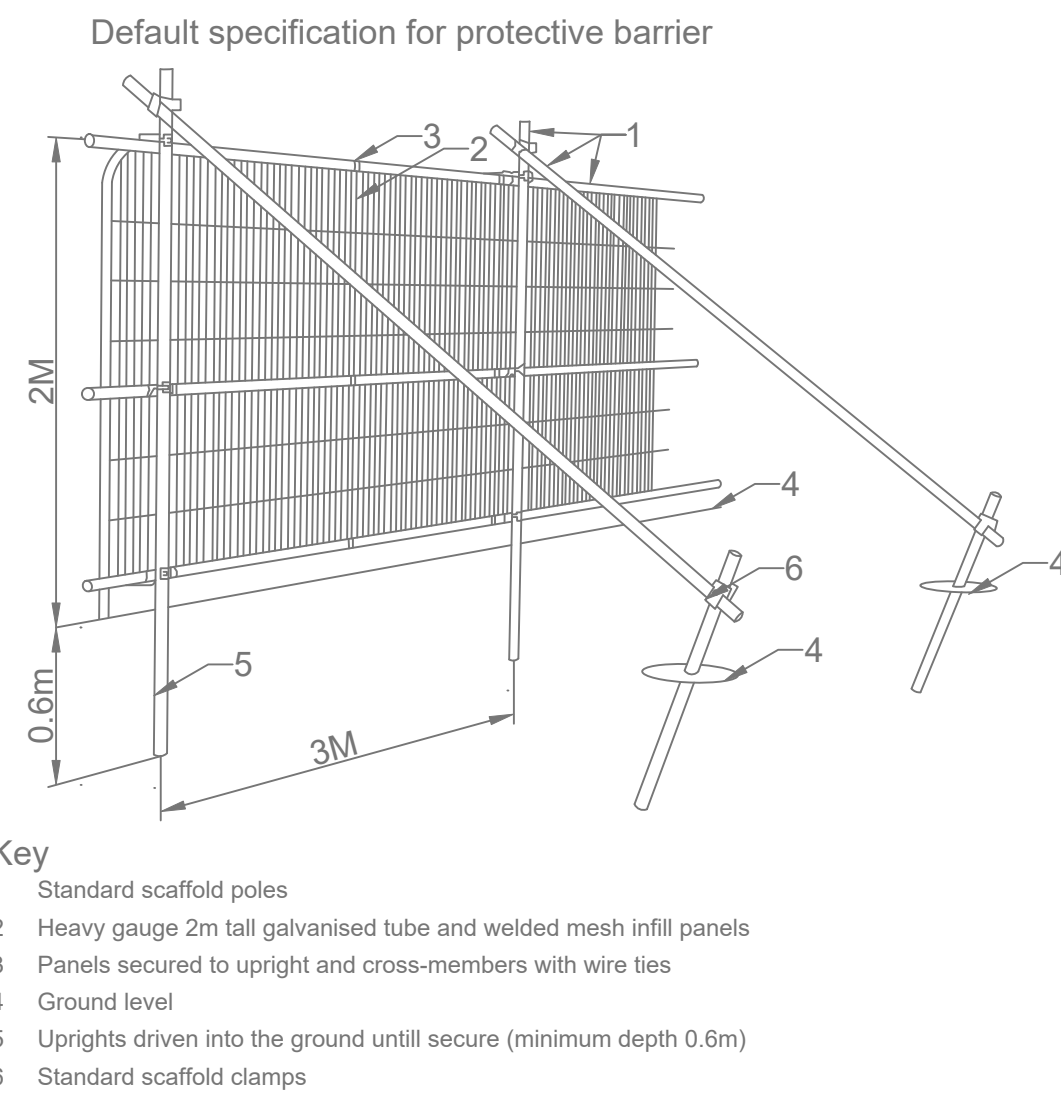 Default specification for protective barrier
3
2
1
2M
4
6
4
4
5
0.6m
3M
Key
Standard scaffold poles
2 Heavy gauge 2m tall galvanised tube and welded mesh infill panels
3 Panels secured to upright and cross-members with wire ties
4 Ground level
5 Uprights driven into the ground untill secure (minimum depth 0.6m)
6 Standard scaffold clamps